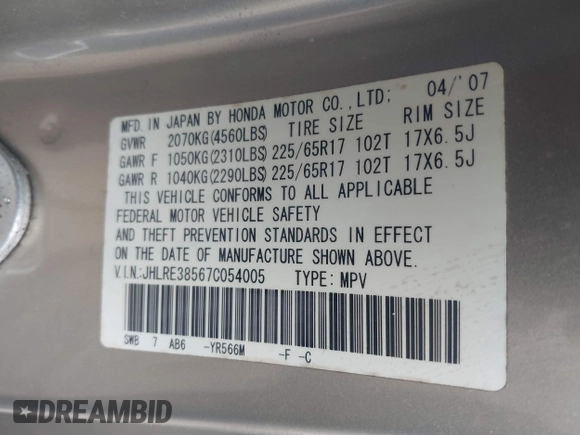 MFD. IN JAPAN BY HONDA MOTOR CO.,LTD; 04/'07
GVWR 2070KG(4560LBS) TIRE SIZE RIM SIZE
GAWR F 1050KG(2310LBS) 225/65R17 102T 17X6.5J
GAWR R 1040KG(2290LBS) 225/65R17 102T 17X6.5J
THIS VEHICLE CONFORMS TO ALL APPLICABLE
FEDERAL MOTOR VEHICLE SAFETY
AND THEFT PREVENTION STANDARDS IN EFFECT
ON THE DATE OF MANUFACTURE SHOWN ABOVE.
V.I.N:JHLRE38567C054005 TYPE: MPV
SWB 7 AB6 -YR566M -F -C
DREAMBID